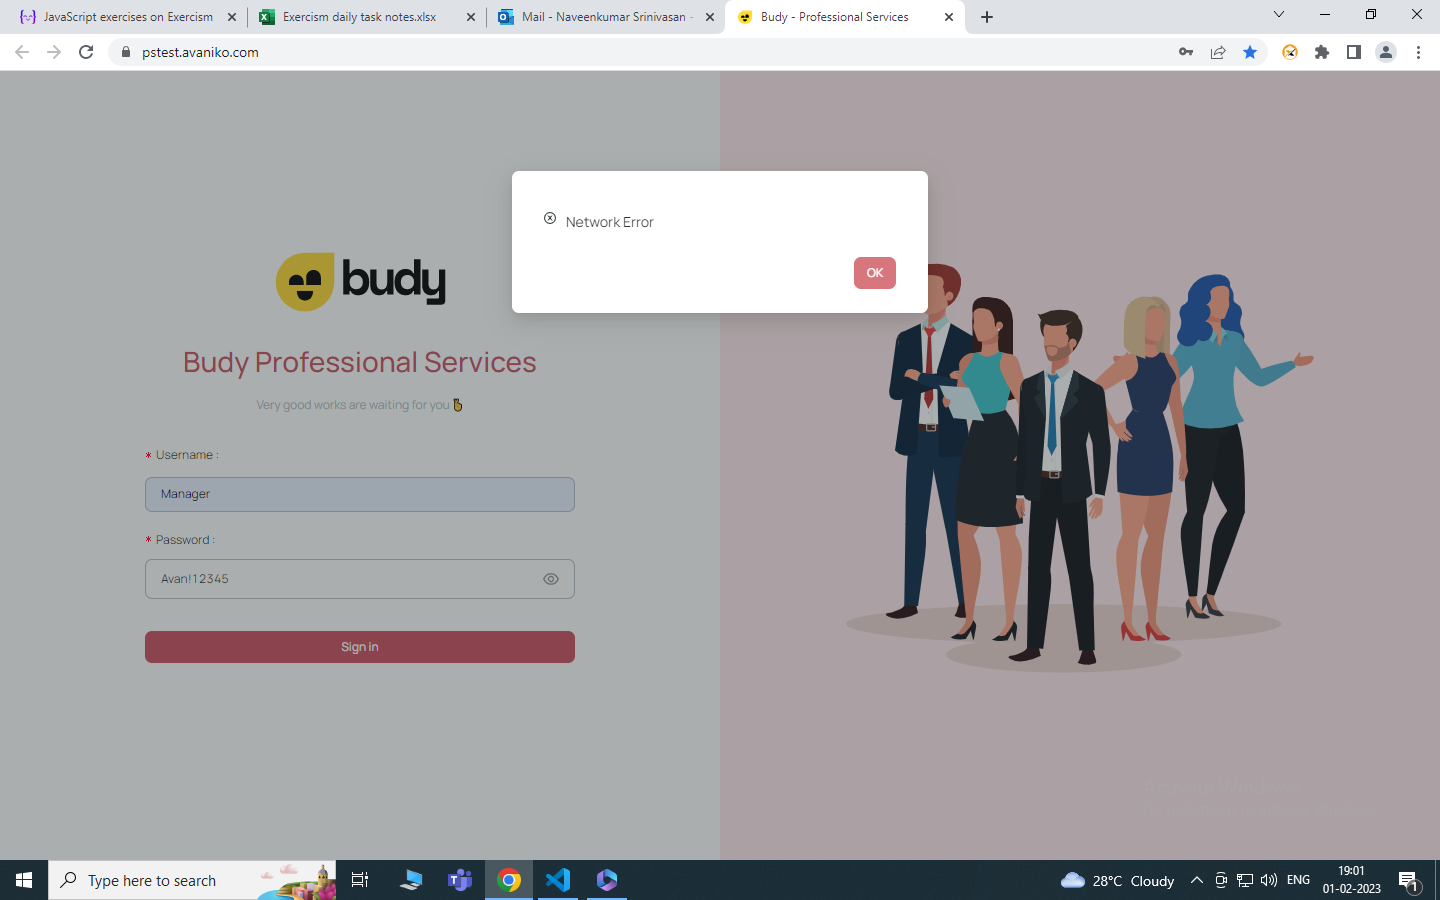 JavaScript exercises on Exercism
Exercism daily task notes.xlsx
Mail - Naveenkumar Srinivasan -
Budy - Professional Services
pstest.avaniko.com
Network Error
OK
budy
Budy Professional Services
Very good works are waiting for you
* Username :
Manager
* Password :
Avan!12345
Sign in
Type here to search
28°C Cloudy
ENG
19:01
01-02-2023
1